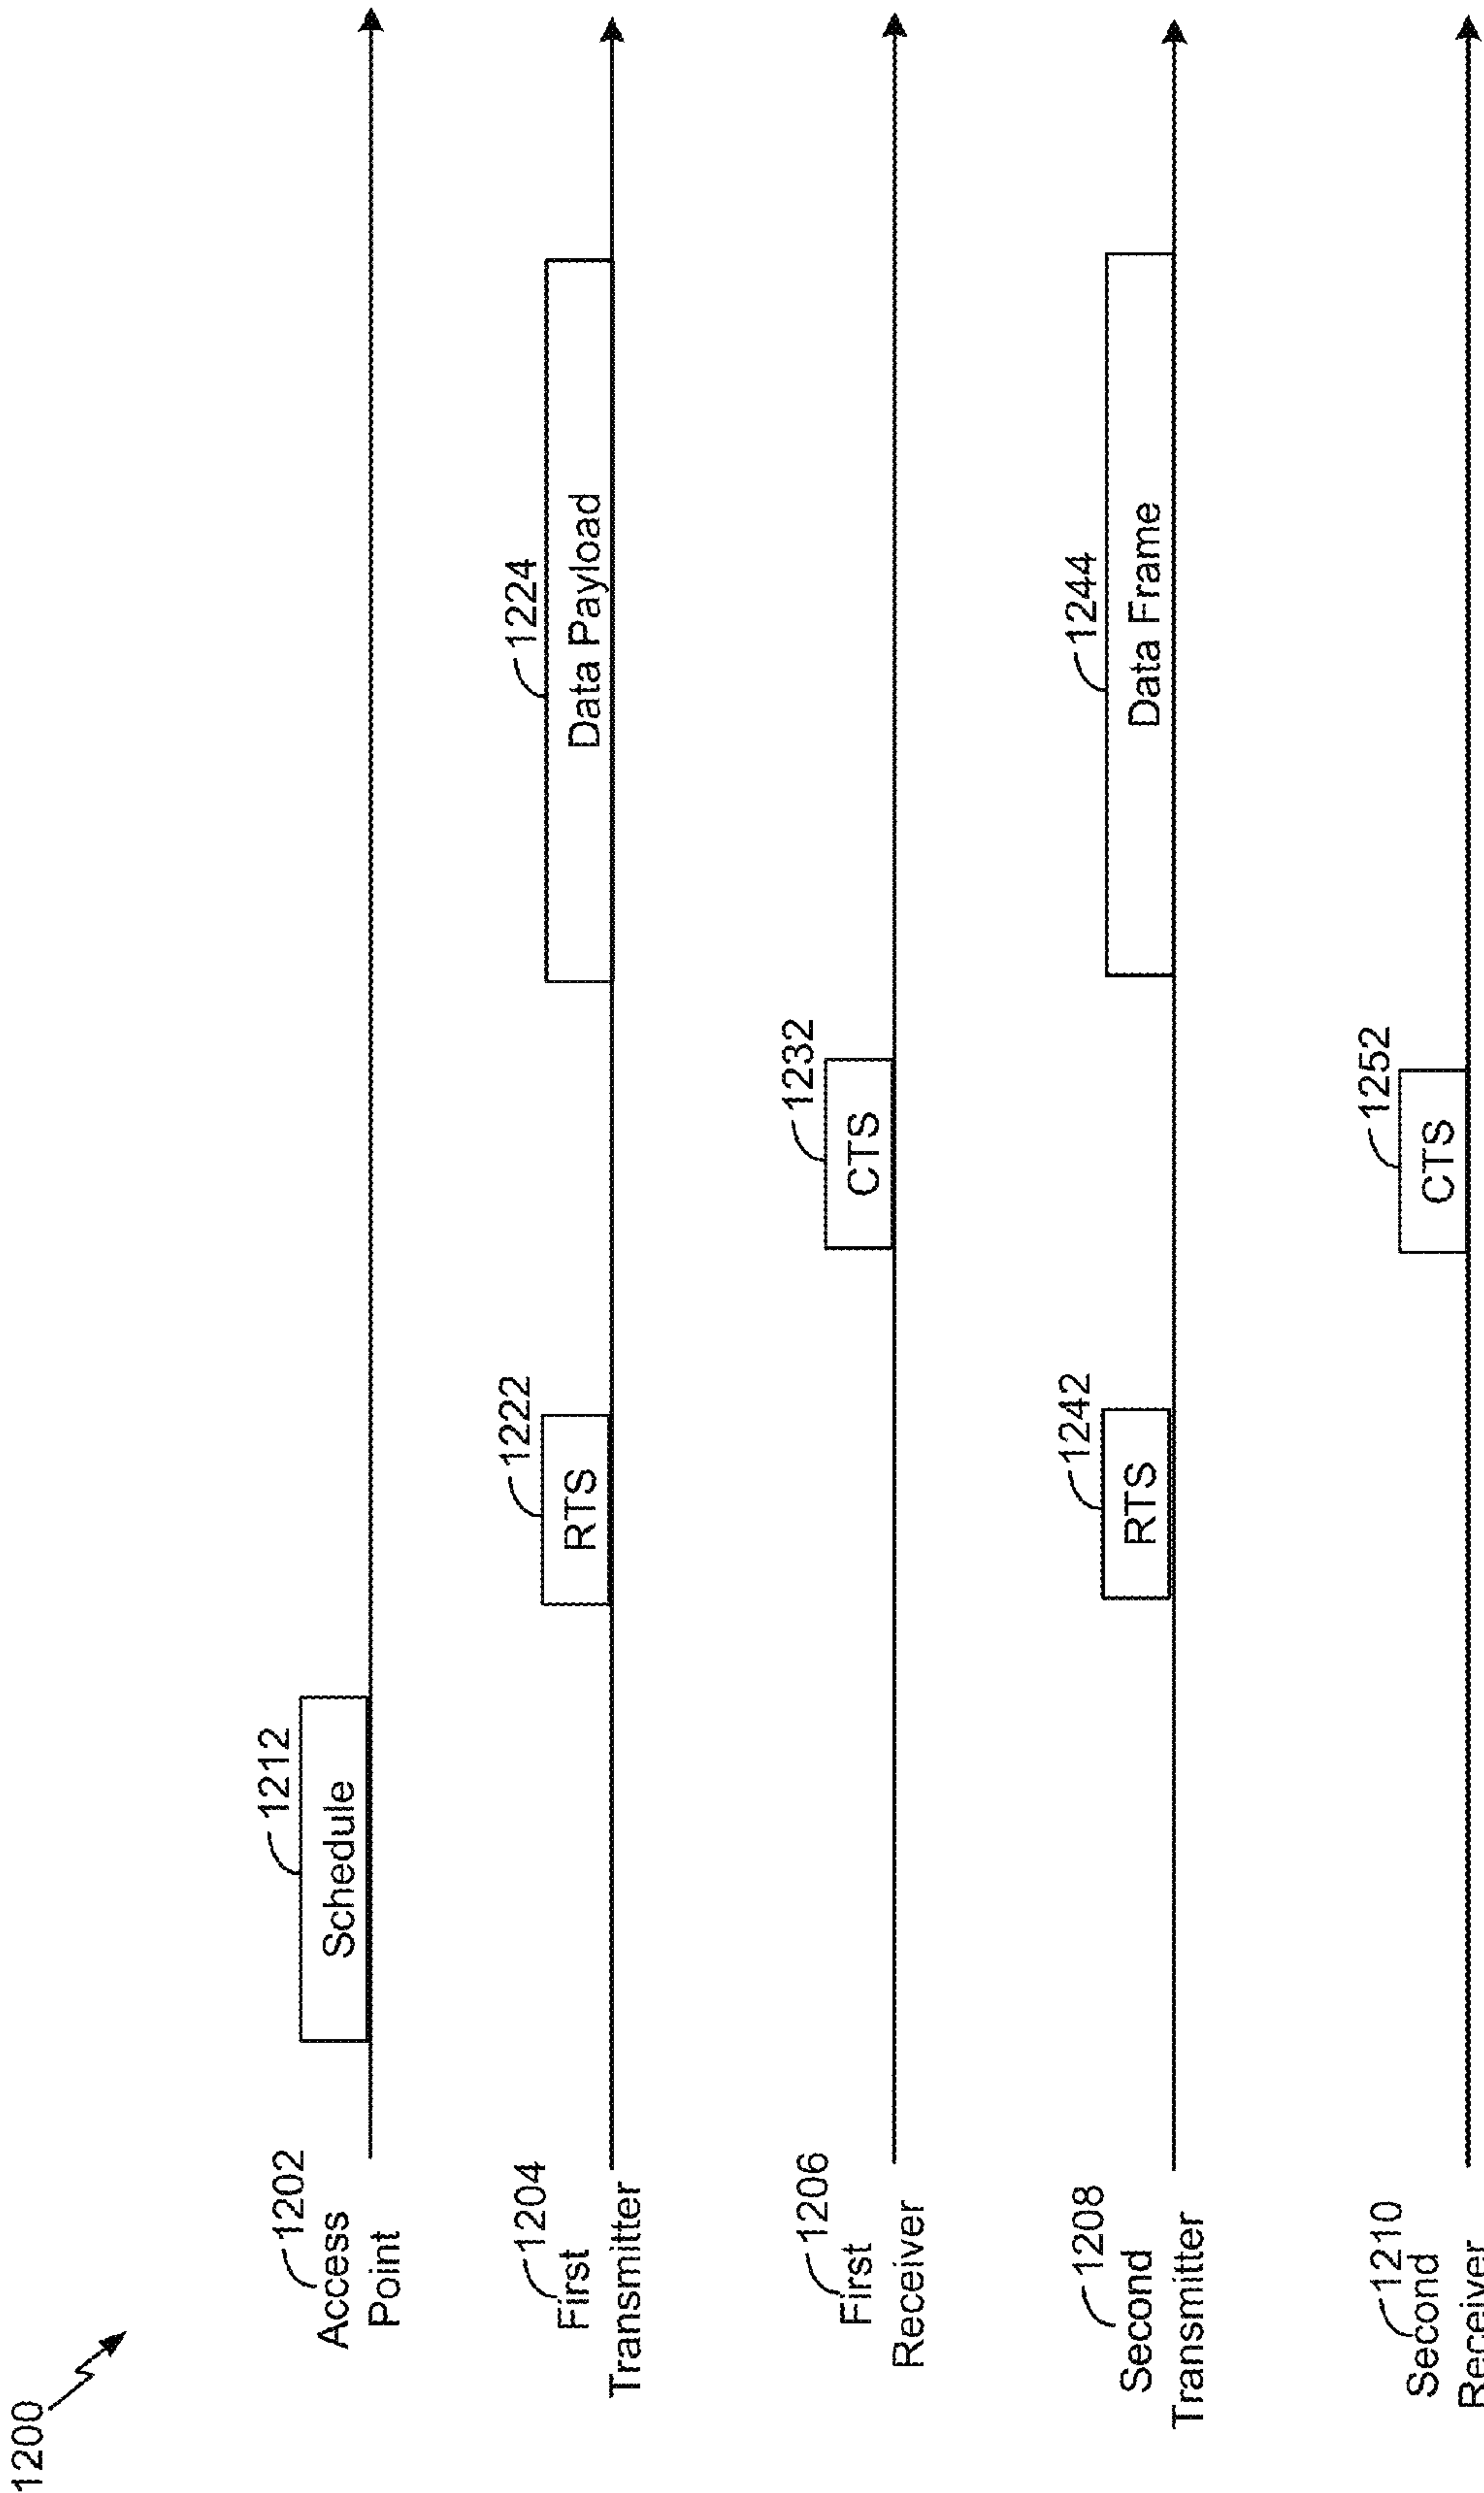 1200
1202
Access
Point
1212
Schedule
1204
First
Transmitter
1222
RTS
1224
Data Payload
1206
First
Receiver
1232
CTS
1208
Second
Transmitter
1242
RTS
1244
Data Frame
1210
Second
Receiver
1252
CTS